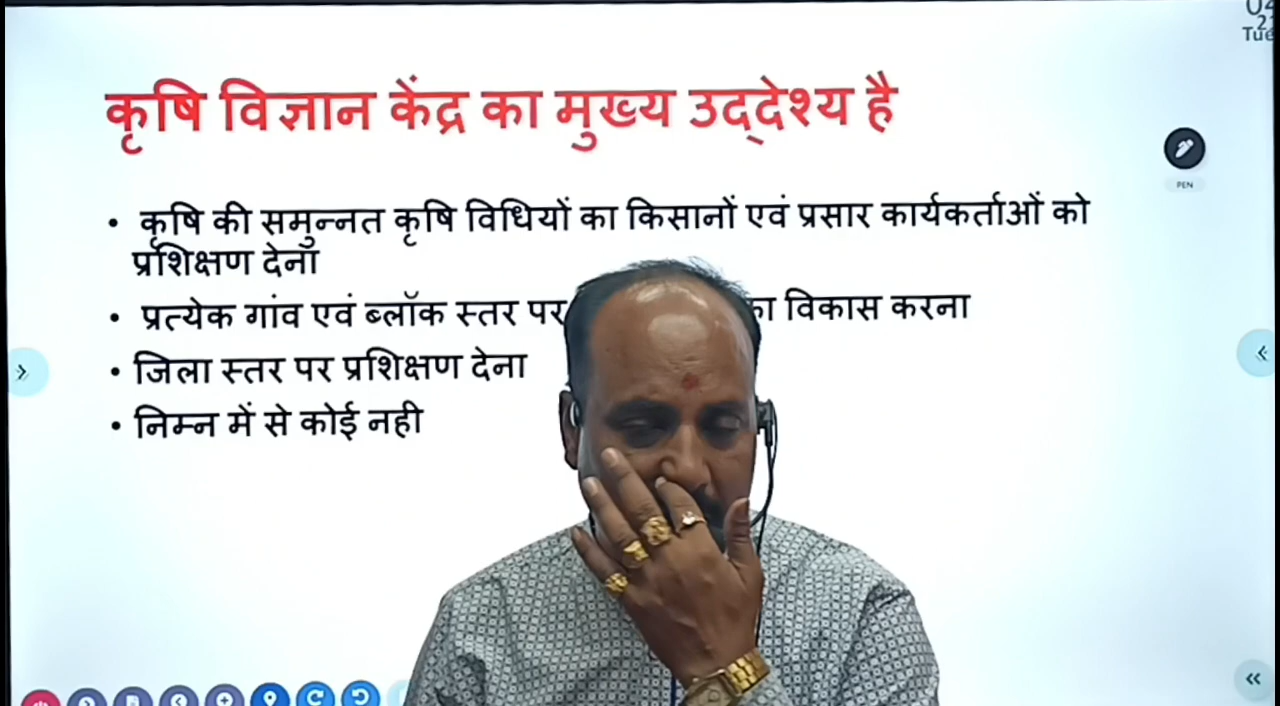 कृषि विज्ञान केंद्र का मुख्य उद्देश्य है
PEN
• कृषि की समुन्नत कृषि विधियों का किसानों एवं प्रसार कार्यकर्ताओं को
प्रशिक्षण देना
• प्रत्येक गांव एवं ब्लॉक स्तर पर विकास करना
• जिला स्तर पर प्रशिक्षण देना
• निम्न में से कोई नही